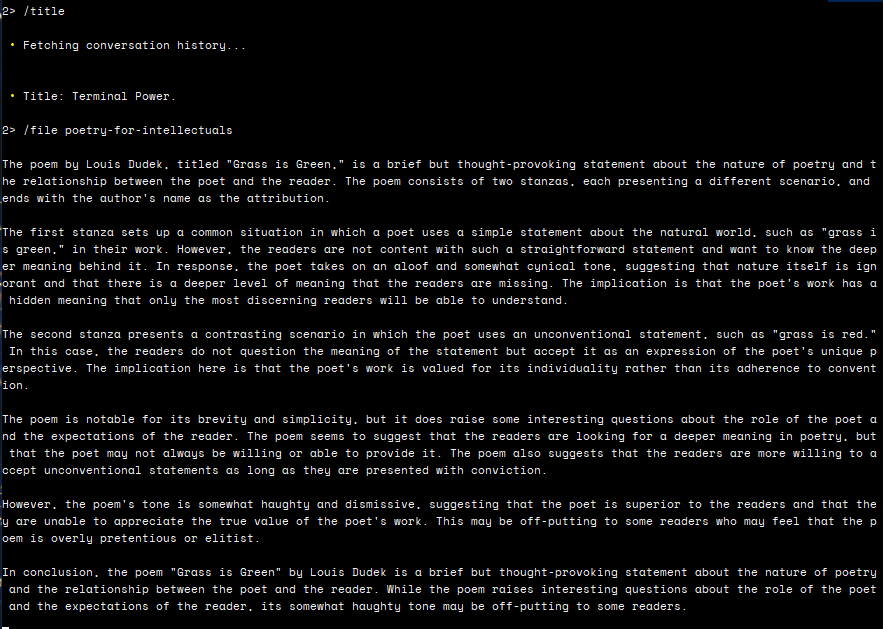 2> /title
• Fetching conversation history...
• Title: Terminal Power.
2> /file poetry-for-intellectuals
The poem by Louis Dudek, titled "Grass is Green," is a brief but thought-provoking statement about the nature of poetry and t
he relationship between the poet and the reader. The poem consists of two stanzas, each presenting a different scenario, and
ends with the author's name as the attribution.
The first stanza sets up a common situation in which a poet uses a simple statement about the natural world, such as "grass i
s green," in their work. However, the readers are not content with such a straightforward statement and want to know the deep
er meaning behind it. In response, the poet takes on an aloof and somewhat cynical tone, suggesting that nature itself is ign
orant and that there is a deeper level of meaning that the readers are missing. The implication is that the poet's work has a
hidden meaning that only the most discerning readers will be able to understand.
The second stanza presents a contrasting scenario in which the poet uses an unconventional statement, such as "grass is red."
In this case, the readers do not question the meaning of the statement but accept it as an expression of the poet's unique p
erspective. The implication here is that the poet's work is valued for its individuality rather than its adherence to convent
ion.
The poem is notable for its brevity and simplicity, but it does raise some interesting questions about the role of the poet a
nd the expectations of the reader. The poem seems to suggest that the readers are looking for a deeper meaning in poetry, but
that the poet may not always be willing or able to provide it. The poem also suggests that the readers are more willing to a
ccept unconventional statements as long as they are presented with conviction.
However, the poem's tone is somewhat haughty and dismissive, suggesting that the poet is superior to the readers and that the
y are unable to appreciate the true value of the poet's work. This may be off-putting to some readers who may feel that the p
oem is overly pretentious or elitist.
In conclusion, the poem "Grass is Green" by Louis Dudek is a brief but thought-provoking statement about the nature of poetry
and the relationship between the poet and the reader. While the poem raises interesting questions about the role of the poet
and the expectations of the reader, its somewhat haughty tone may be off-putting to some readers.